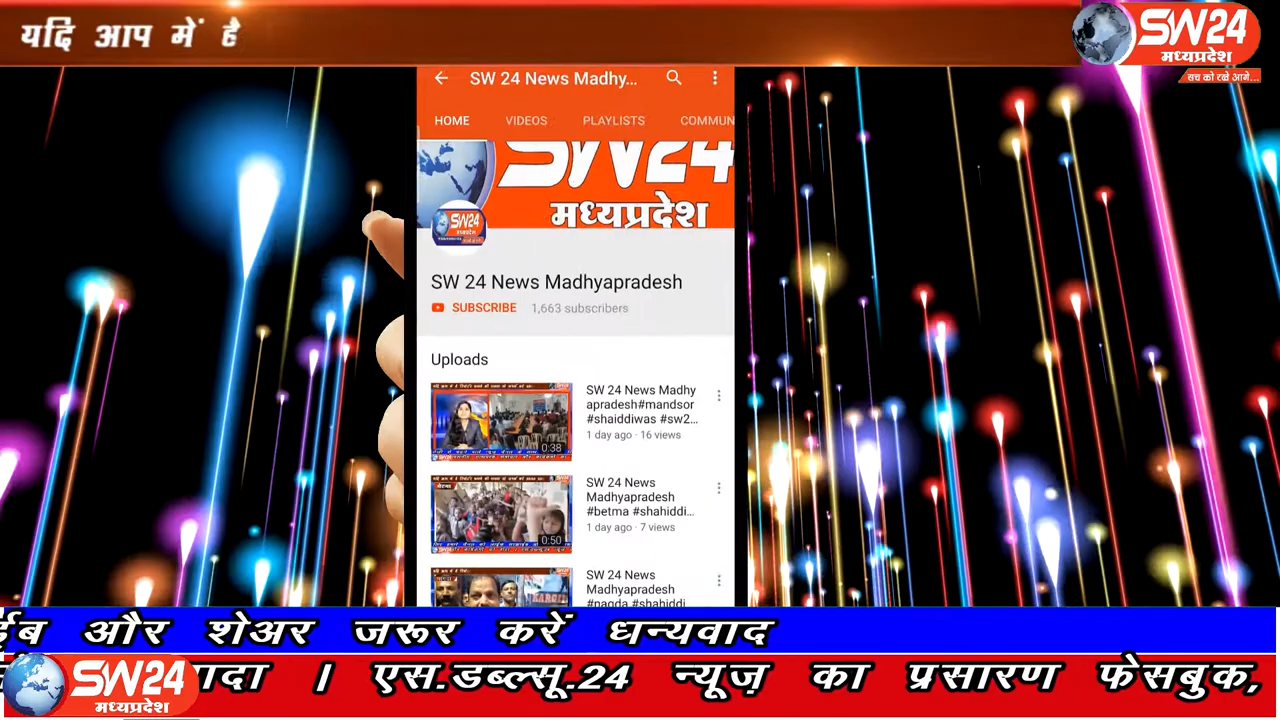 यदि आप में है
SW24
मध्यप्रदेश
सच को रखे आगे...
SW 24 News Madhy...
HOME VIDEOS PLAYLISTS COMMUN
SW24
मध्यप्रदेश
SW24
SW 24 News Madhyapradesh
SUBSCRIBE 1,663 subscribers
Uploads
SW 24 News Madhy
apradesh#mandsor
#shaiddiwas #sw2...
1 day ago · 16 views
0:38
SW 24 News
Madhyapradesh
#betma #shahiddi...
1 day ago · 7 views
0:50
SW 24 News
Madhyapradesh
#nagda #shahiddi
ईब और शेअर जरूर करें धन्यवाद
ादा । एस.डब्ल्सू.24 न्यूज़ का प्रसारण फेसबुक,
SW24
मध्यप्रदेश